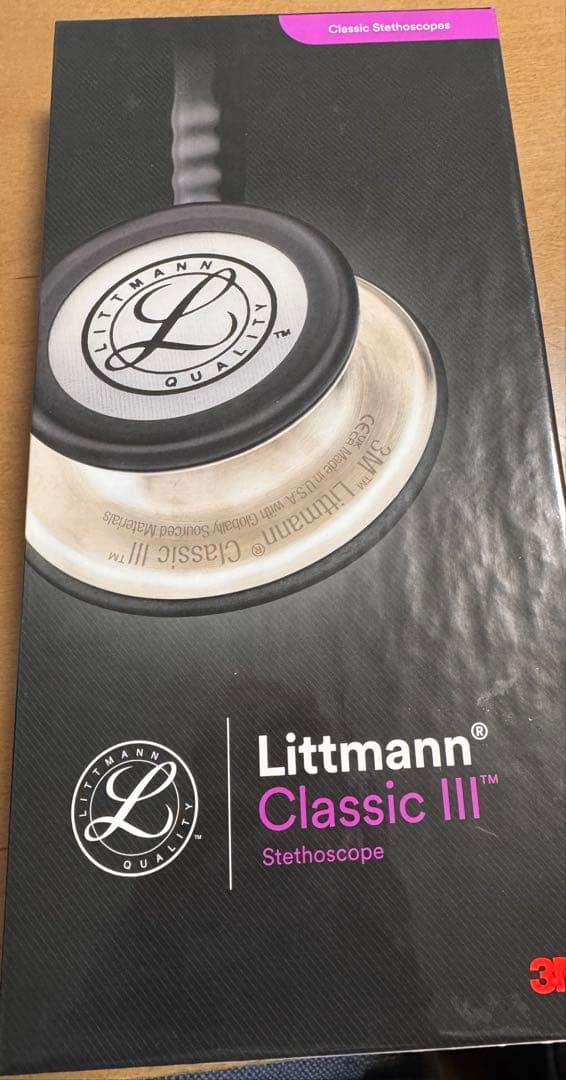 Classic Stethoscopes
LITTMANN
L
QUALITY ™
3M™ Littmann® Classic III™
CE UKCA Made in U.S.A. with Globally Sourced Materials
LITTMANN
L
QUALITY ™
Littmann®
Classic III™
Stethoscope
3M